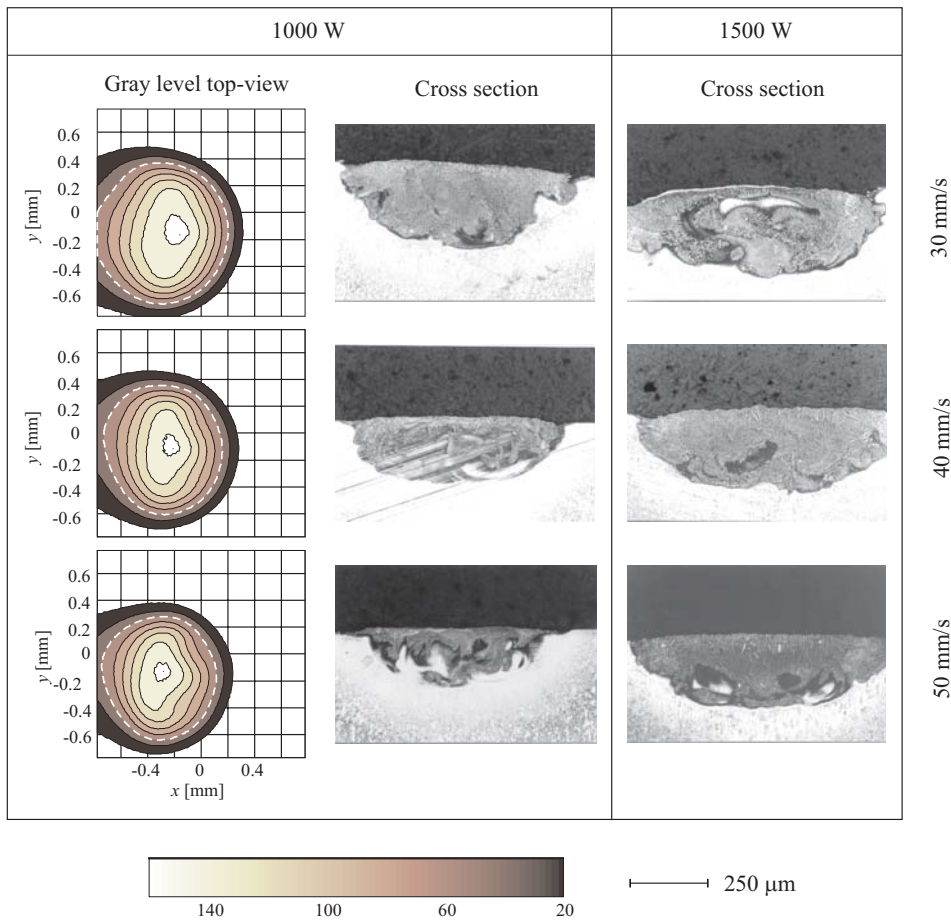 1000 W
1500 W
Gray level top-view
Cross section
Cross section
0.6
0.4
0.2
0
-0.2
-0.4
-0.6
y [mm]
30 mm/s
0.6
0.4
0.2
0
-0.2
-0.4
-0.6
y [mm]
40 mm/s
0.6
0.4
0.2
0
-0.2
-0.4
-0.6
y [mm]
50 mm/s
-0.4 0 0.4
x [mm]
140 100 60 20
250 µm